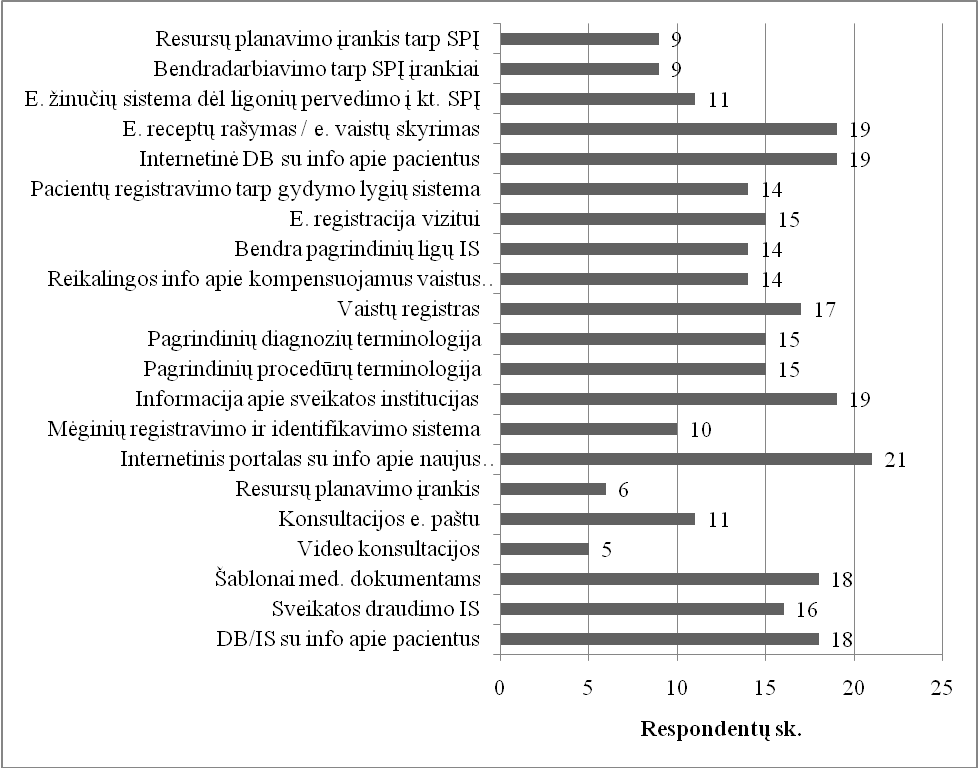 Resursų planavimo įrankis tarp SPĮ 9
Bendradarbiavimo tarp SPĮ įrankiai 9
E. žinučių sistema dėl ligonių pervedimo į kt. SPĮ 11
E. receptų rašymas / e. vaistų skyrimas 19
Internetinė DB su info apie pacientus 19
Pacientų registravimo tarp gydymo lygių sistema 14
E. registracija vizitui 15
Bendra pagrindinių ligų IS 14
Reikalingos info apie kompensuojamus vaistus.. 14
Vaistų registras 17
Pagrindinių diagnozių terminologija 15
Pagrindinių procedūrų terminologija 15
Informacija apie sveikatos institucijas 19
Mėginių registravimo ir identifikavimo sistema 10
Internetinis portalas su info apie naujus.. 21
Resursų planavimo įrankis 6
Konsultacijos e. paštu 11
Video konsultacijos 5
Šablonai med. dokumentams 18
Sveikatos draudimo IS 16
DB/IS su info apie pacientus 18
0 5 10 15 20 25
Respondentų sk.